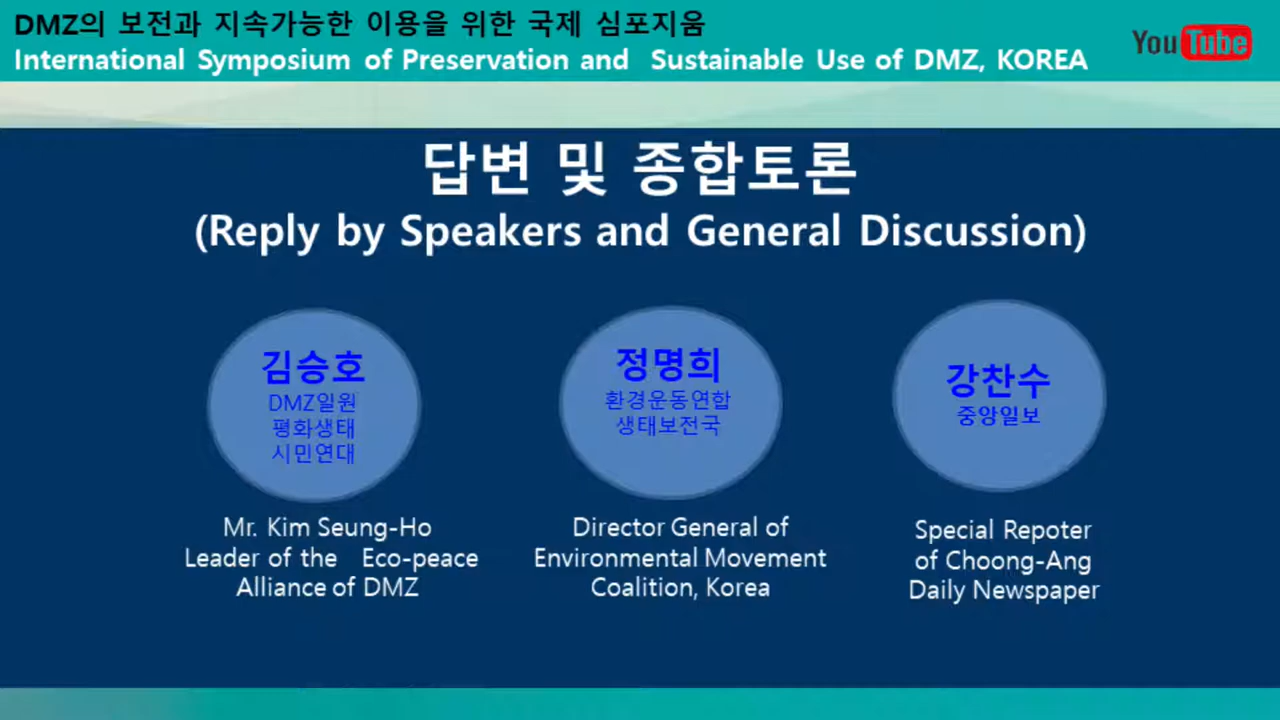 DMZ의 보전과 지속가능한 이용을 위한 국제 심포지움
International Symposium of Preservation and Sustainable Use of DMZ, KOREA
YouTube
답변 및 종합토론
(Reply by Speakers and General Discussion)
김승호
DMZ일원
평화생태
시민연대
Mr. Kim Seung-Ho
Leader of the Eco-peace
Alliance of DMZ
정명희
환경운동연합
생태보전국
Director General of
Environmental Movement
Coalition, Korea
강찬수
중앙일보
Special Repoter
of Choong-Ang
Daily Newspaper